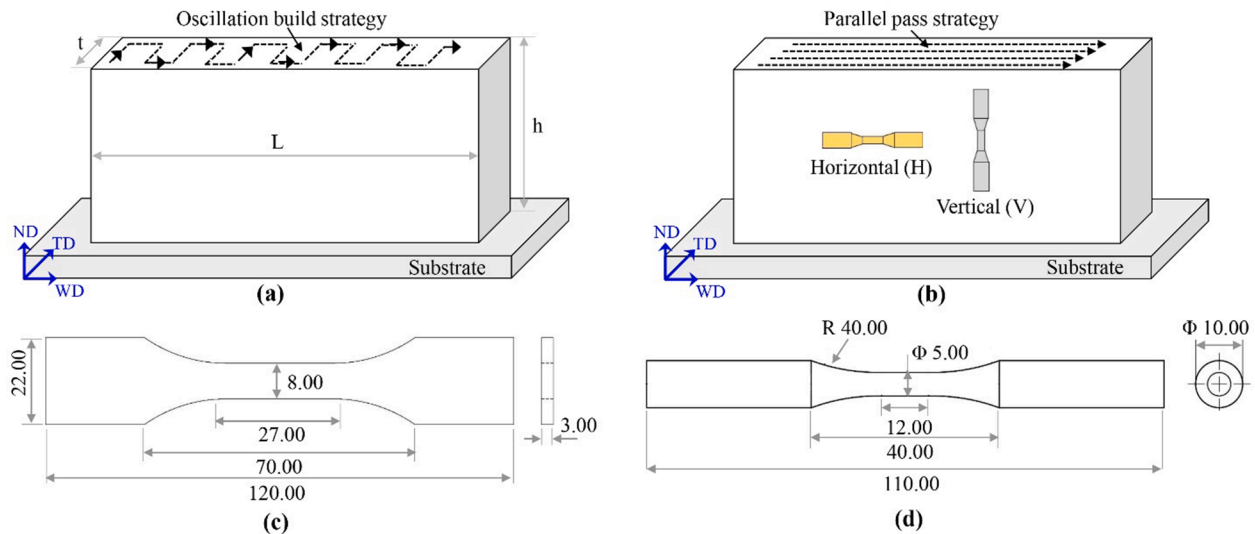 Oscillation build strategy
t
L
h
ND
TD
WD
Substrate
(a)
Parallel pass strategy
Horizontal (H)
Vertical (V)
ND
TD
WD
Substrate
(b)
22.00
8.00
27.00
3.00
70.00
120.00
(c)
R 40.00
Φ 5.00
Φ 10.00
12.00
40.00
110.00
(d)